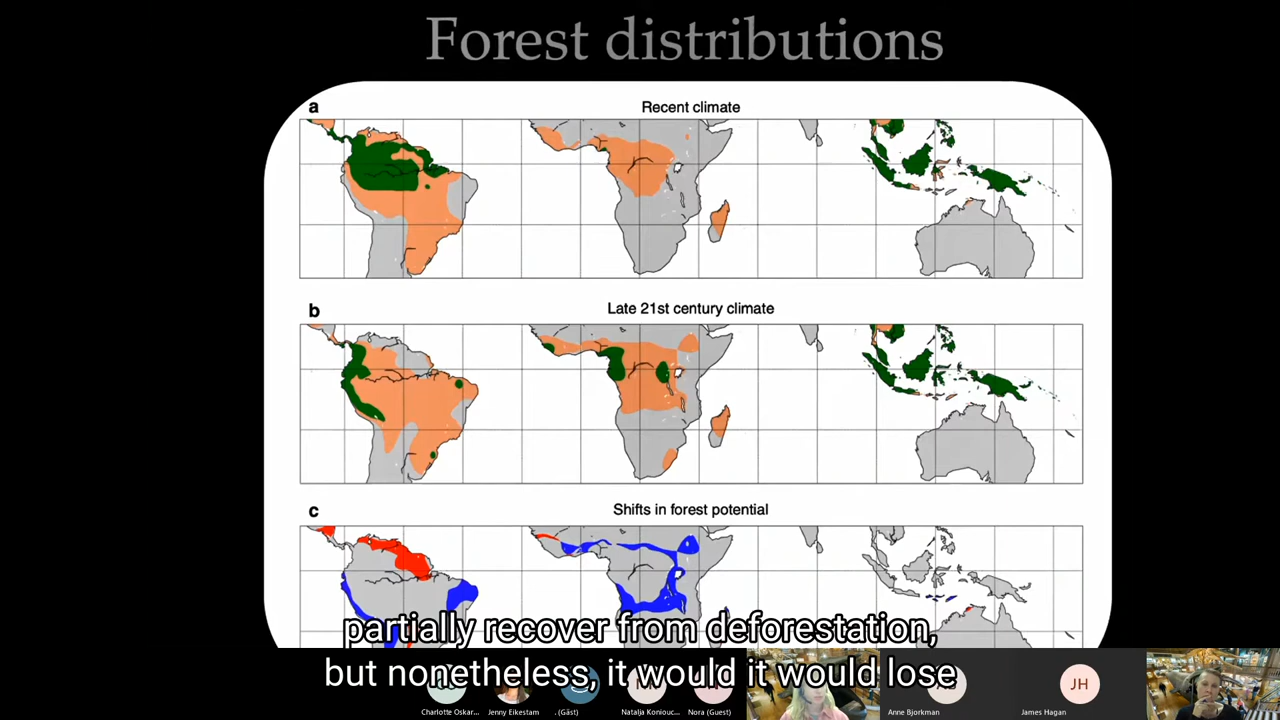 Forest distributions
a
Recent climate
b
Late 21st century climate
c
Shifts in forest potential
partially recover from deforestation,
but nonetheless, it would it would lose
Charlotte Oskar...
Jenny Eikestam
. (Gäst)
Natalja Koniouc...
Nora (Guest)
Anne Bjorkman
JH
James Hagan